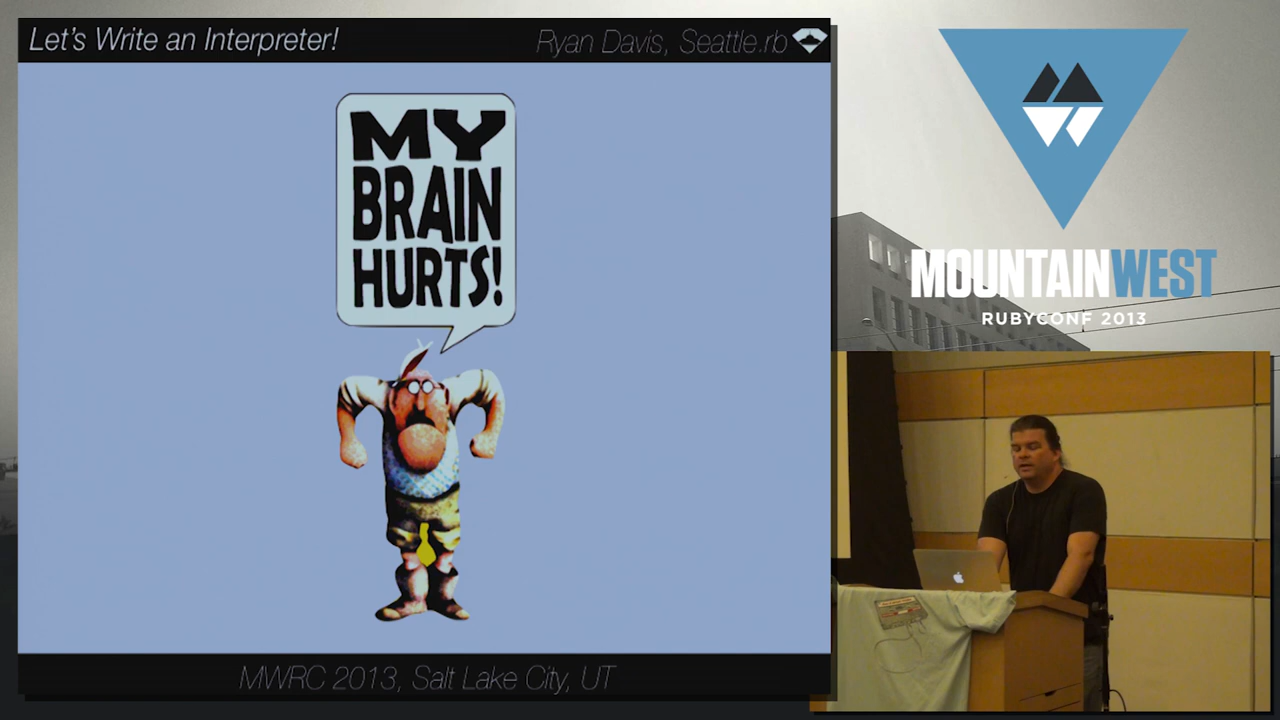 Let's Write an Interpreter!
Ryan Davis, Seattle.rb
MY
BRAIN
HURTS!
MWRC 2013, Salt Lake City, UT
MOUNTAINWEST
RUBYCONF 2013